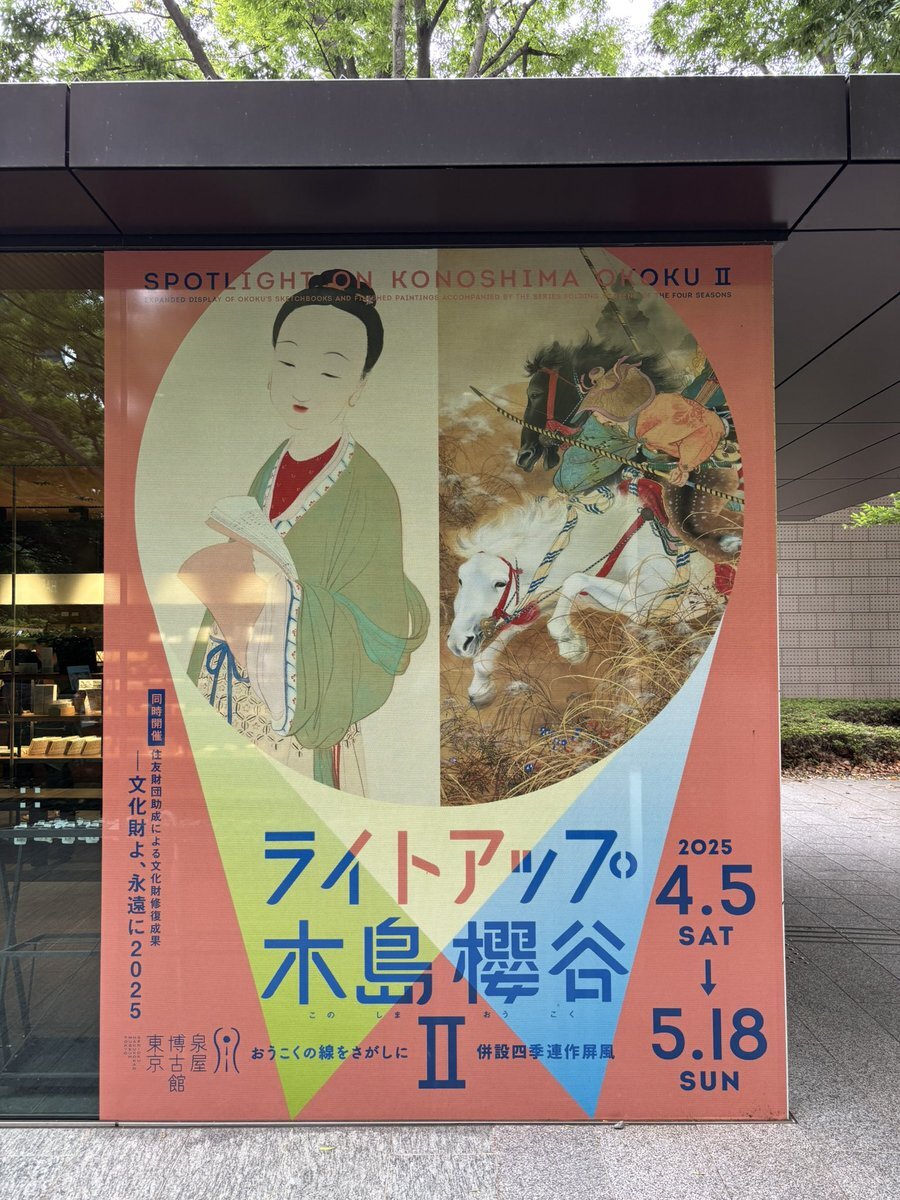 SPOTLIGHT ON KONOSHIMA OKOKU Ⅱ
EXPANDED DISPLAY OF OKOKU'S SKETCHBOOKS AND FINISHED PAINTINGS ACCOMPANIED BY THE SERIES FOLDING SCREENS OF THE FOUR SEASONS
同時開催
住友財団助成による文化財修復成果
―文化財よ、永遠に2025
ライトアップ
木島櫻谷
このしまおうこく
Ⅱ
おうこくの線をさがしに
併設四季連作屏風
2025
4.5
SAT
↓
5.18
SUN
泉屋
博古館
東京